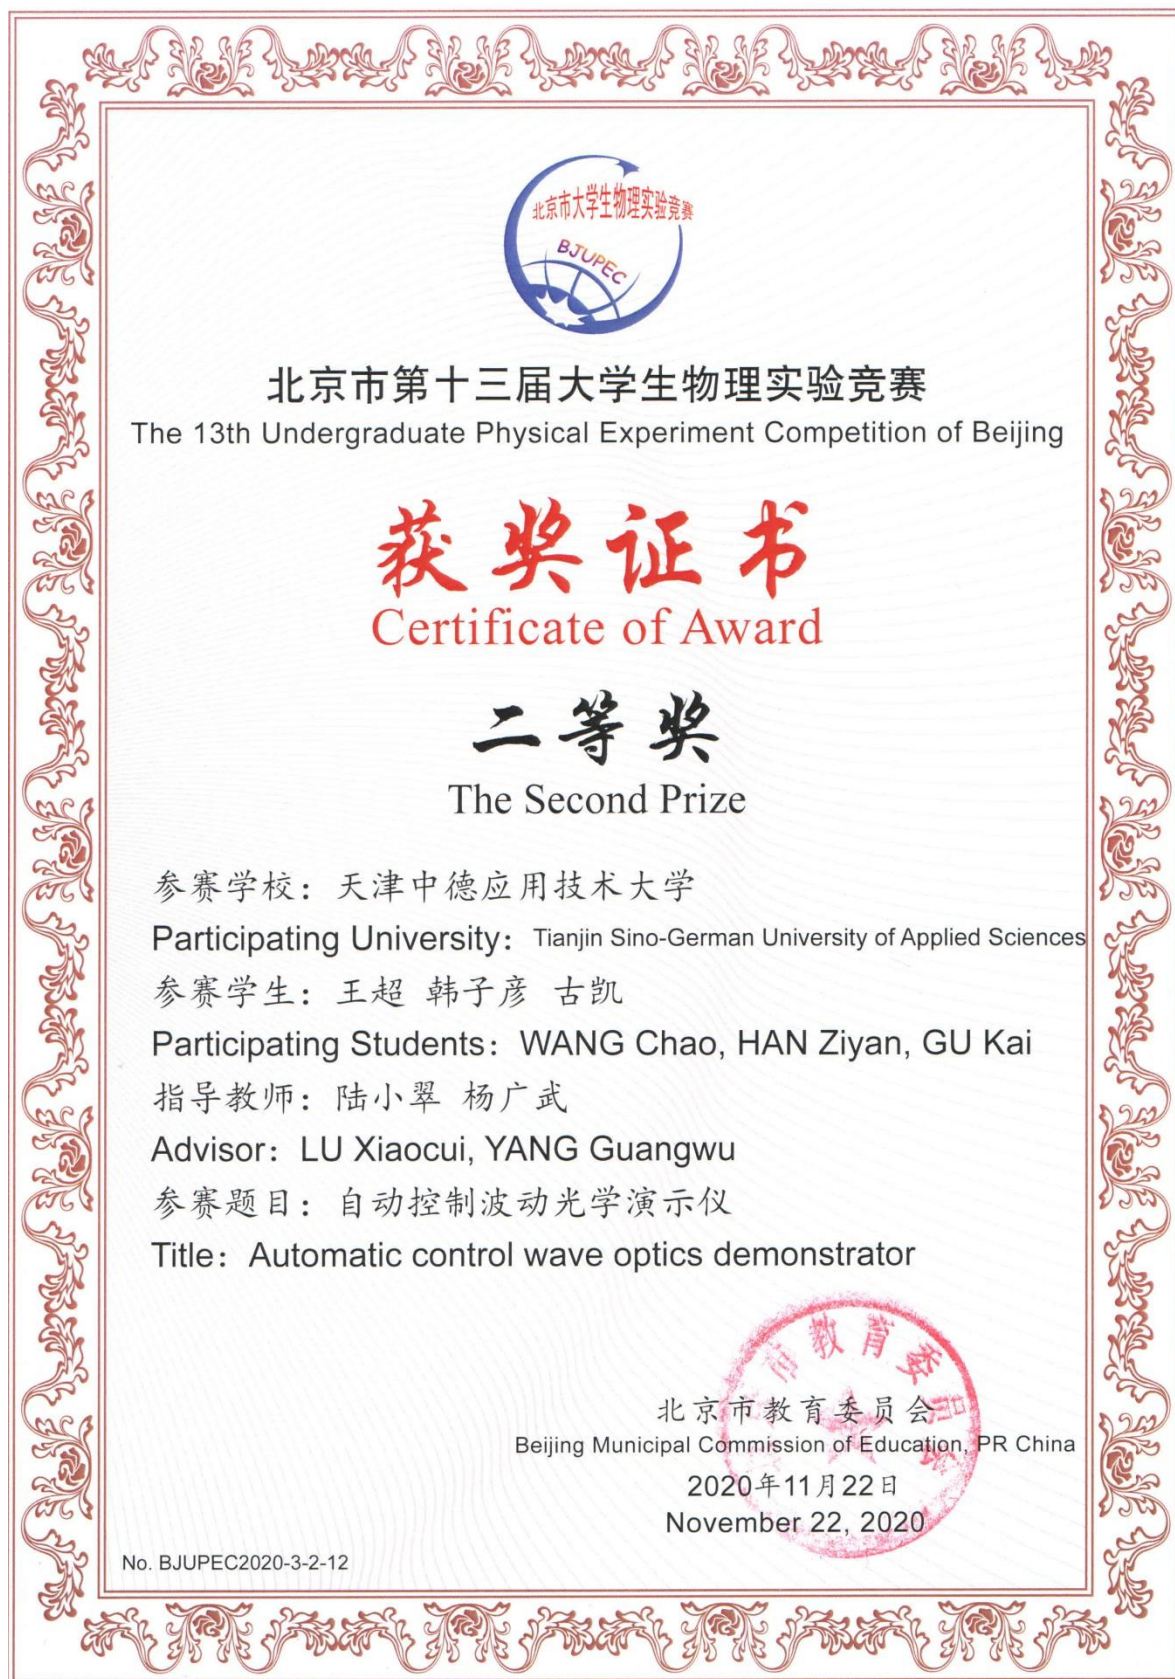 北京市大学生物理实验竞赛
BJUPEC
北京市第十三届大学生物理实验竞赛
The 13th Undergraduate Physical Experiment Competition of Beijing
获奖证书
Certificate of Award
二等奖
The Second Prize
参赛学校：天津中德应用技术大学
Participating University：Tianjin Sino-German University of Applied Sciences
参赛学生：王超 韩子彦 古凯
Participating Students：WANG Chao, HAN Ziyan, GU Kai
指导教师：陆小翠 杨广武
Advisor：LU Xiaocui, YANG Guangwu
参赛题目：自动控制波动光学演示仪
Title：Automatic control wave optics demonstrator
市教育委员会
北京市教育委员会
Beijing Municipal Commission of Education, PR China
2020年11月22日
November 22, 2020
No. BJUPEC2020-3-2-12